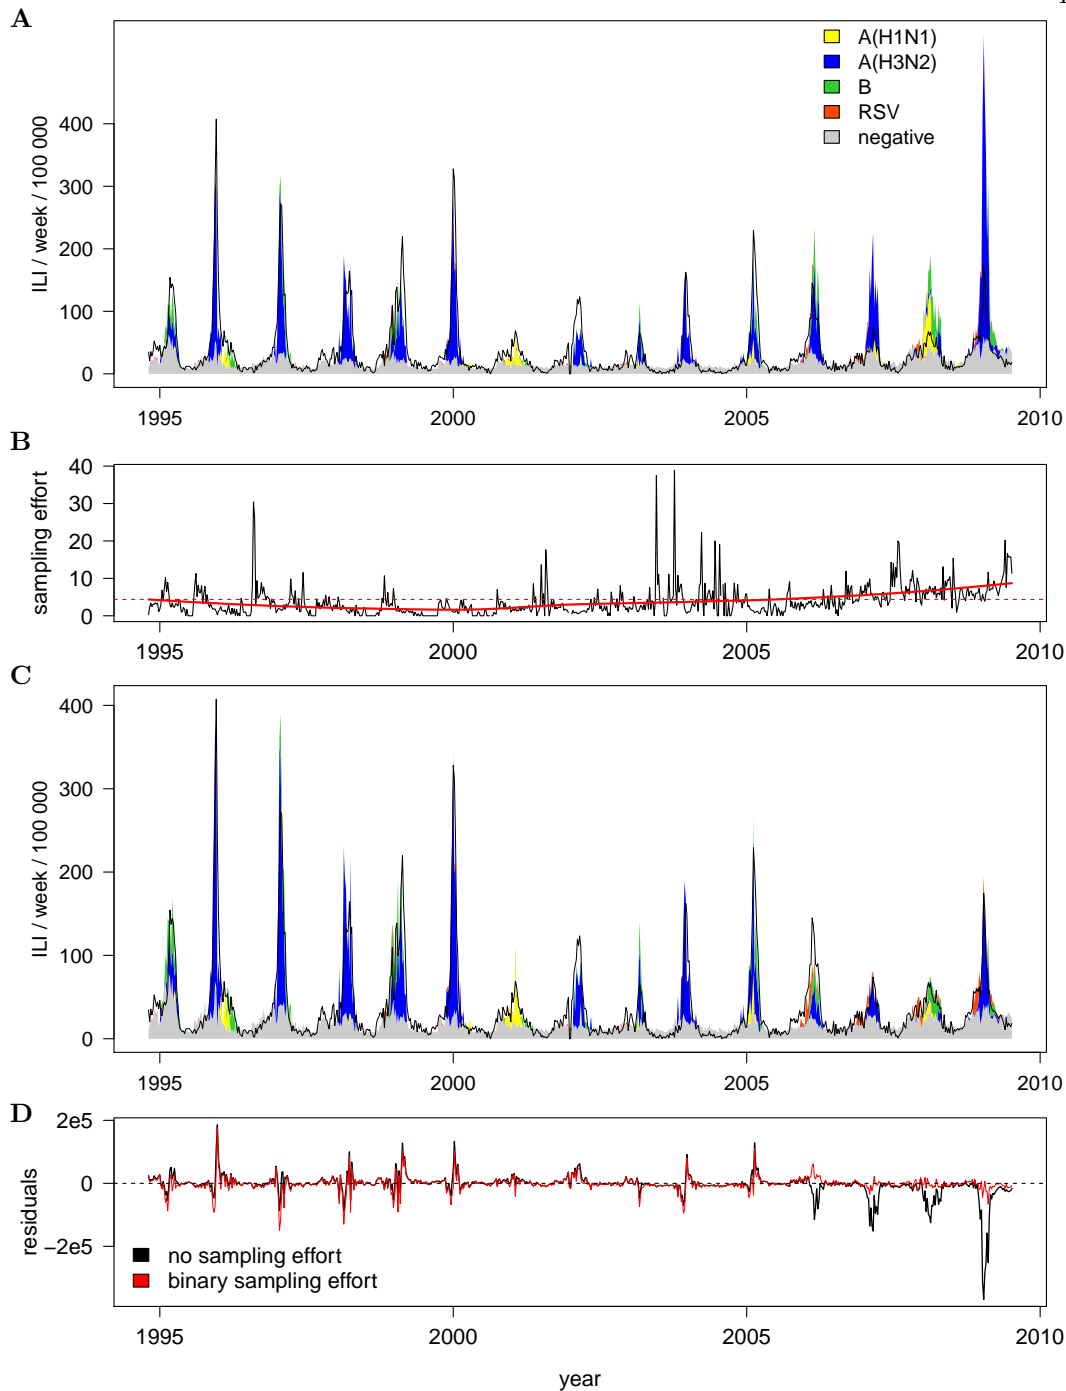 A
A(H1N1)
A(H3N2)
B
RSV
negative
ILI / week / 100 000
400
300
200
100
0
1995 2000 2005 2010
B
sampling effort
40
30
20
10
0
1995 2000 2005 2010
C
ILI / week / 100 000
400
300
200
100
0
1995 2000 2005 2010
D
residuals
2e5
0
−2e5
no sampling effort
binary sampling effort
1995 2000 2005 2010
year